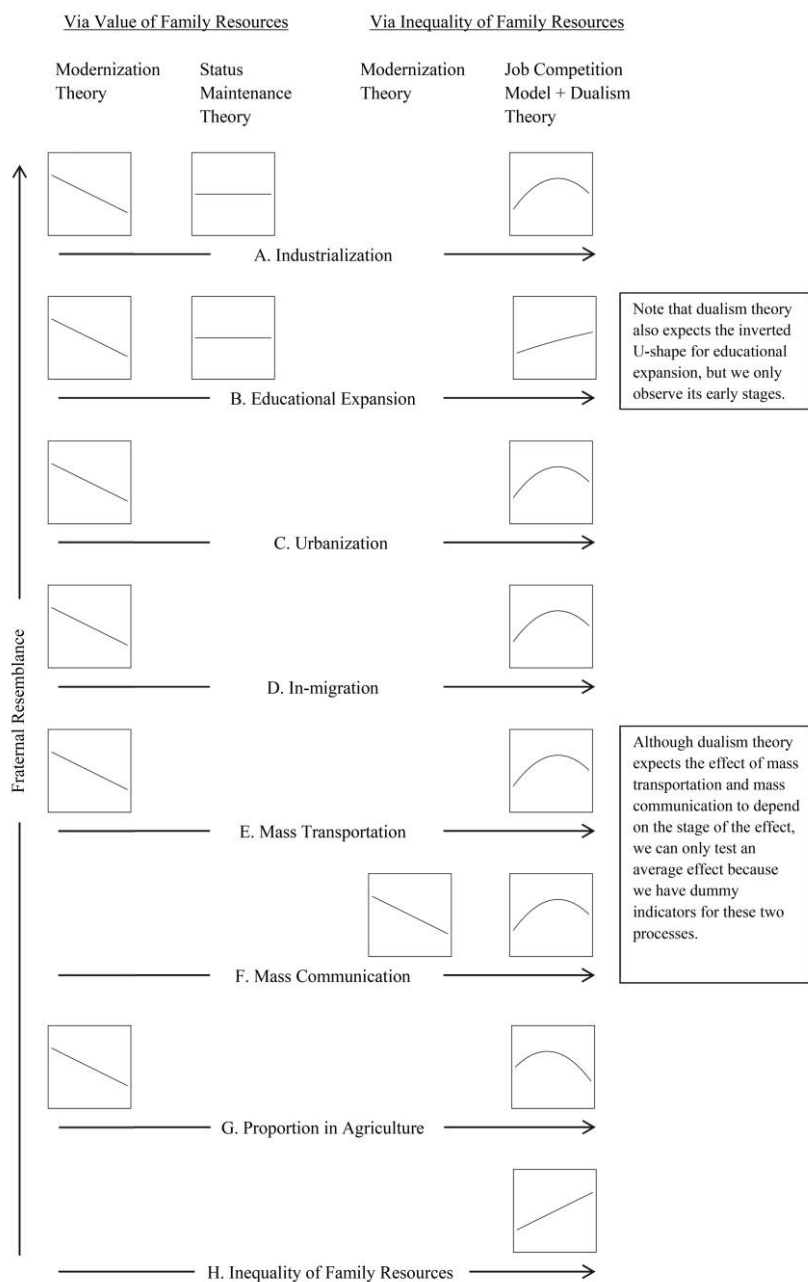 Via Value of Family Resources
Via Inequality of Family Resources
Modernization
Theory
Status
Maintenance
Theory
Modernization
Theory
Job Competition
Model + Dualism
Theory
Fraternal Resemblance
A. Industrialization
B. Educational Expansion
Note that dualism theory
also expects the inverted
U-shape for educational
expansion, but we only
observe its early stages.
C. Urbanization
D. In-migration
E. Mass Transportation
Although dualism theory
expects the effect of mass
transportation and mass
communication to depend
on the stage of the effect,
we can only test an
average effect because
we have dummy
indicators for these two
processes.
F. Mass Communication
G. Proportion in Agriculture
H. Inequality of Family Resources